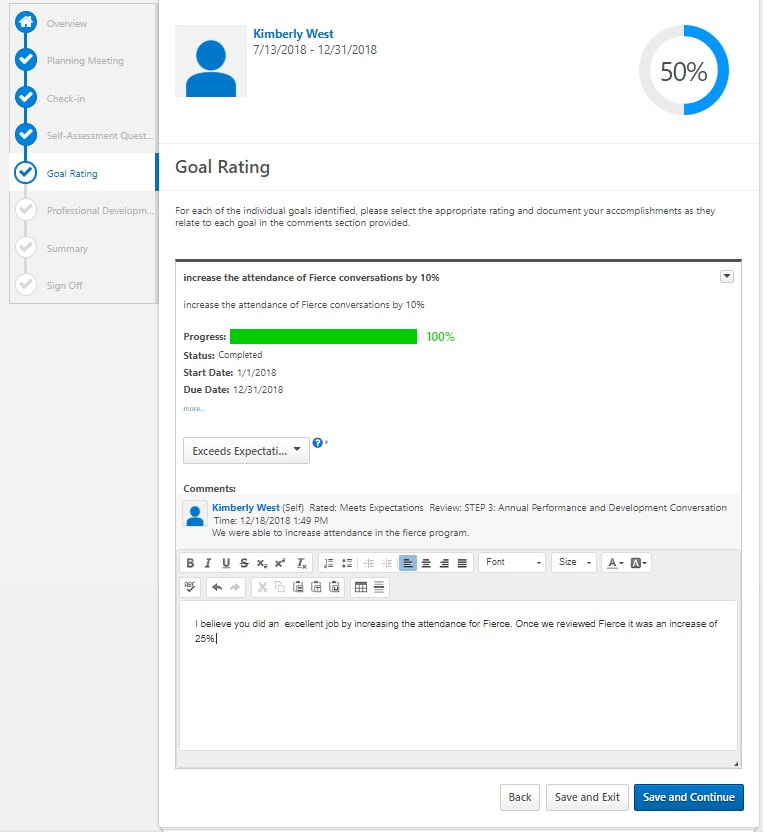 Overview
Planning Meeting
Check-in
Self-Assessment Quest...
Goal Rating
Professional Developm...
Summary
Sign Off
Kimberly West
7/13/2018 - 12/31/2018
50%
Goal Rating
For each of the individual goals identified, please select the appropriate rating and document your accomplishments as they
relate to each goal in the comments section provided.
increase the attendance of Fierce conversations by 10%
increase the attendance of Fierce conversations by 10%
Progress: 100%
Status: Completed
Start Date: 1/1/2018
Due Date: 12/31/2018
more...
Exceeds Expectati... ? *
Comments:
Kimberly West (Self) Rated: Meets Expectations Review: STEP 3: Annual Performance and Development Conversation
Time: 12/18/2018 1:49 PM
We were able to increase attendance in the fierce program.
B I U S x₂ x² Tx Font Size A A
ABC
I believe you did an  excellent job by increasing the attendance for Fierce. Once we reviewed Fierce it was an increase of
25%
Back Save and Exit Save and Continue